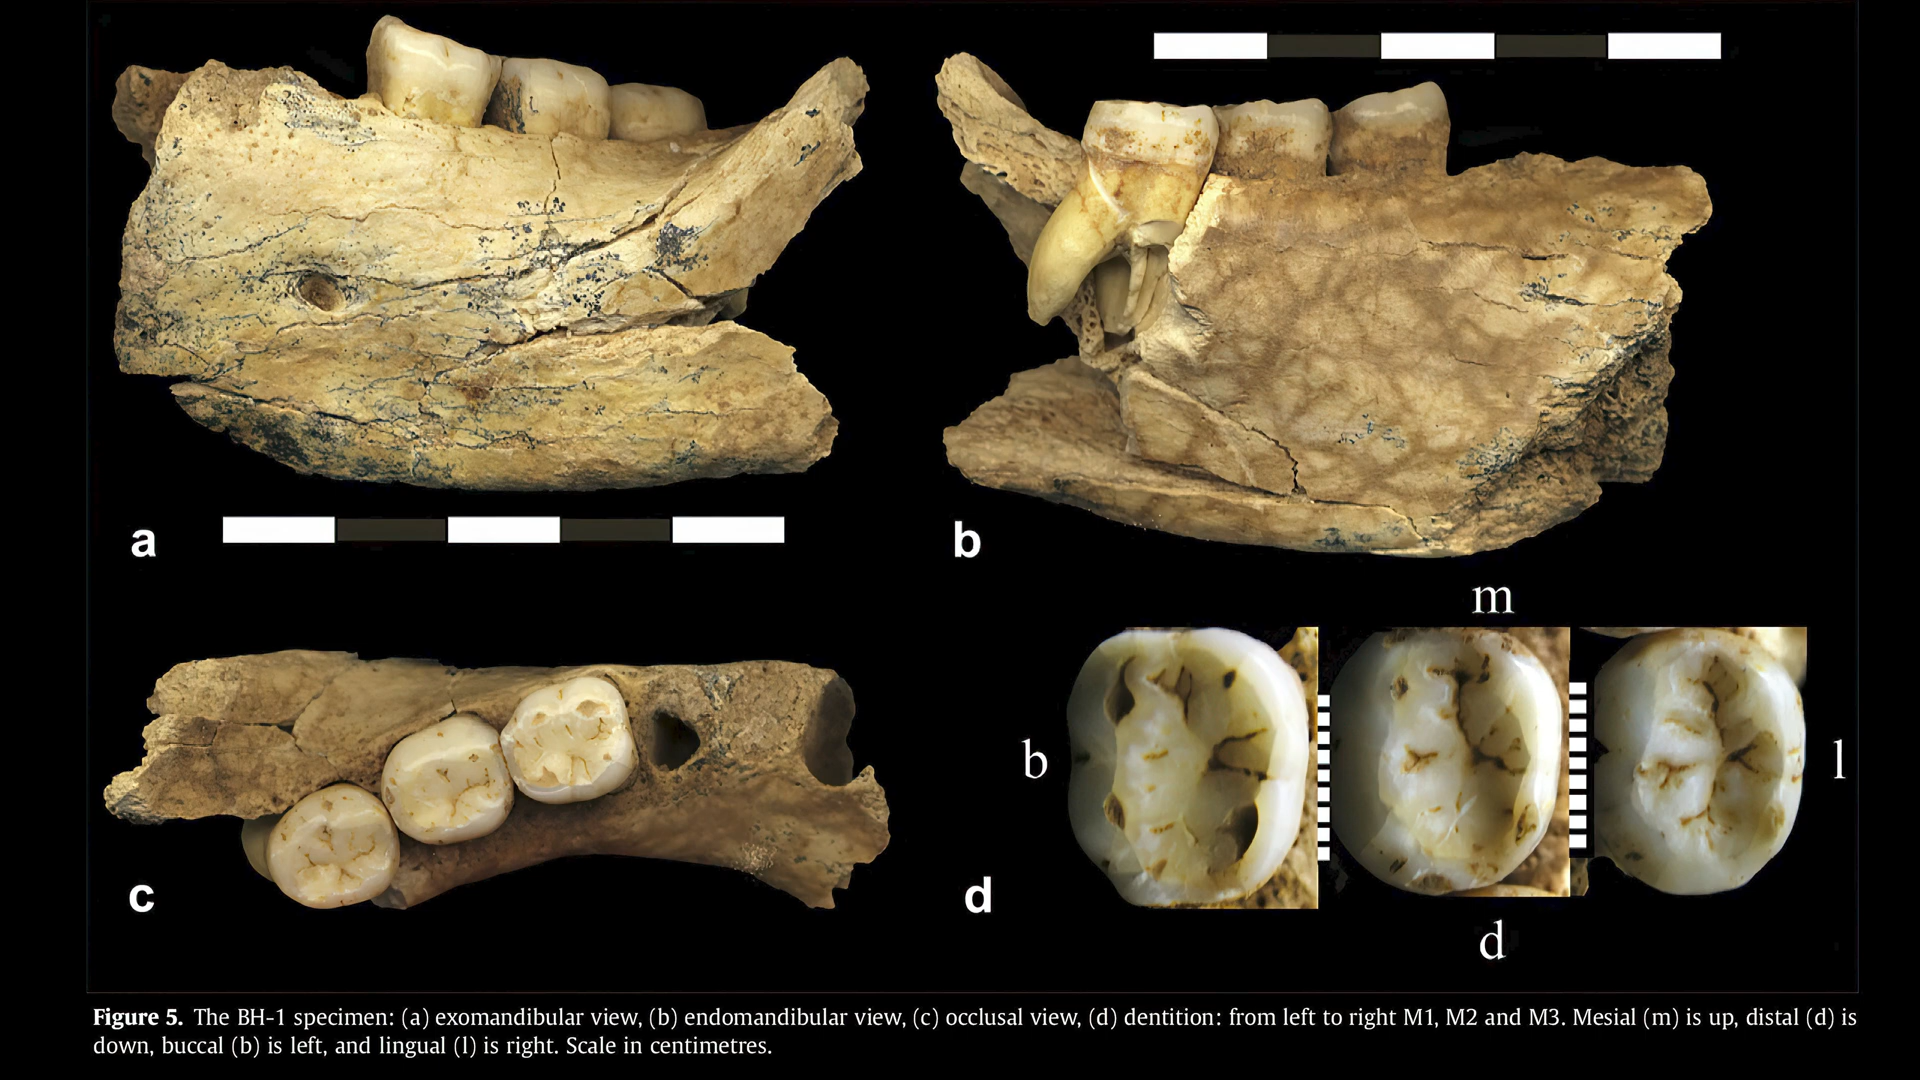 a
b
m
b
l
c
d
d
Figure 5. The BH-1 specimen: (a) exomandibular view, (b) endomandibular view, (c) occlusal view, (d) dentition: from left to right M1, M2 and M3. Mesial (m) is up, distal (d) is
down, buccal (b) is left, and lingual (l) is right. Scale in centimetres.